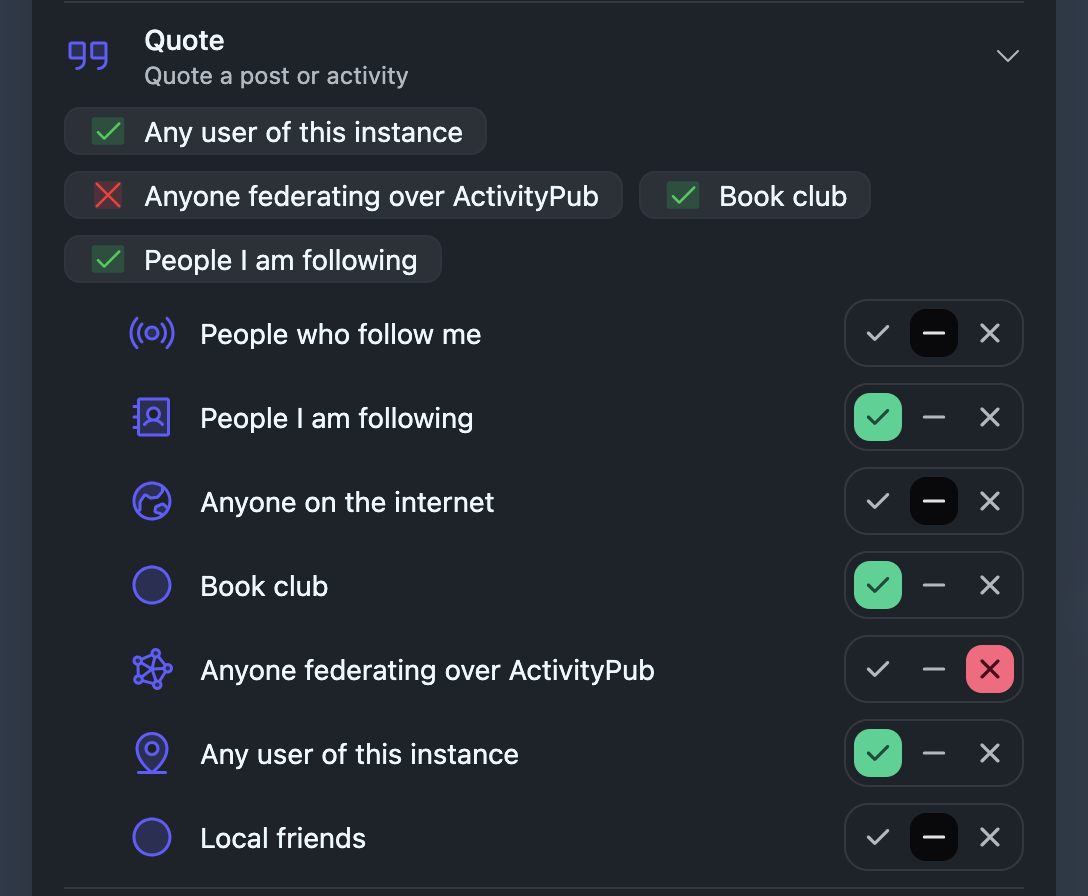 Quote
Quote a post or activity
Any user of this instance
Anyone federating over ActivityPub Book club
People I am following
People who follow me
People I am following
Anyone on the internet
Book club
Anyone federating over ActivityPub
Any user of this instance
Local friends